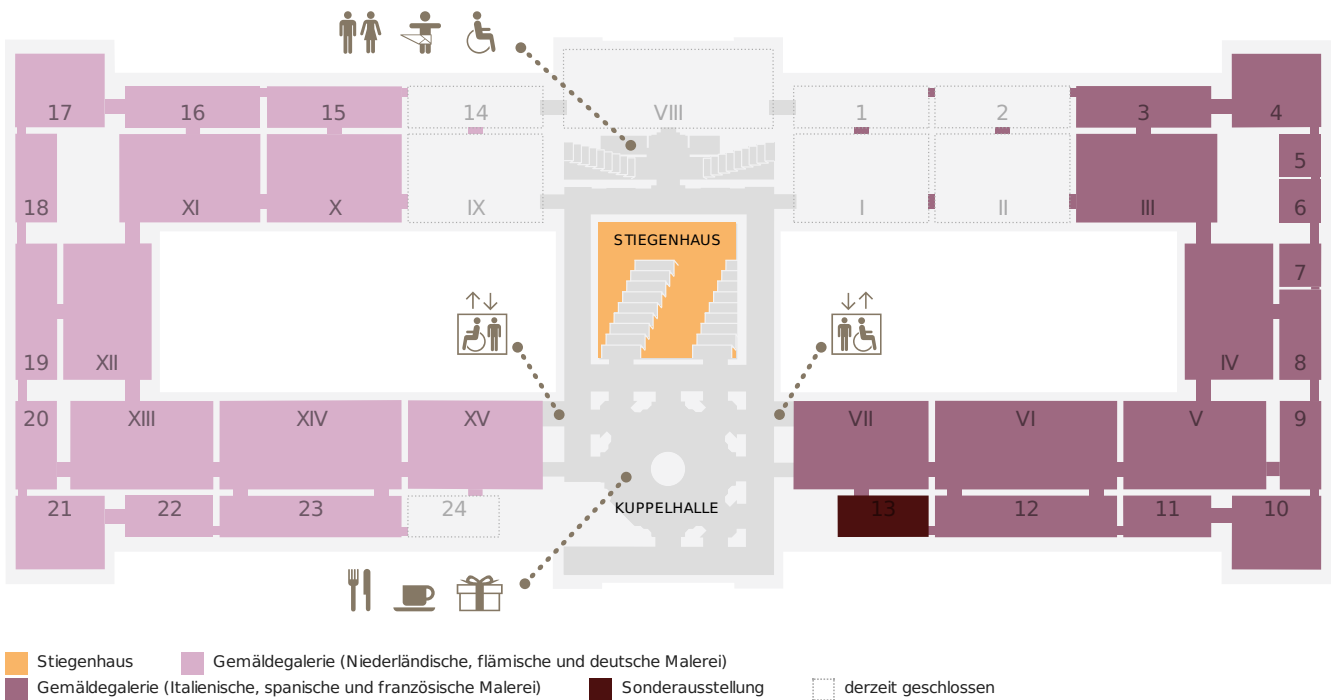 17 16 15 14 VIII 1 2 3 4
5
18 XI X IX I II III 6
STIEGENHAUS
7
19 XII IV 8
20 XIII XIV XV VII VI V 9
21 22 23 24 KUPPELHALLE 13 12 11 10
Stiegenhaus Gemäldegalerie (Niederländische, flämische und deutsche Malerei)
Gemäldegalerie (Italienische, spanische und französische Malerei) Sonderausstellung derzeit geschlossen